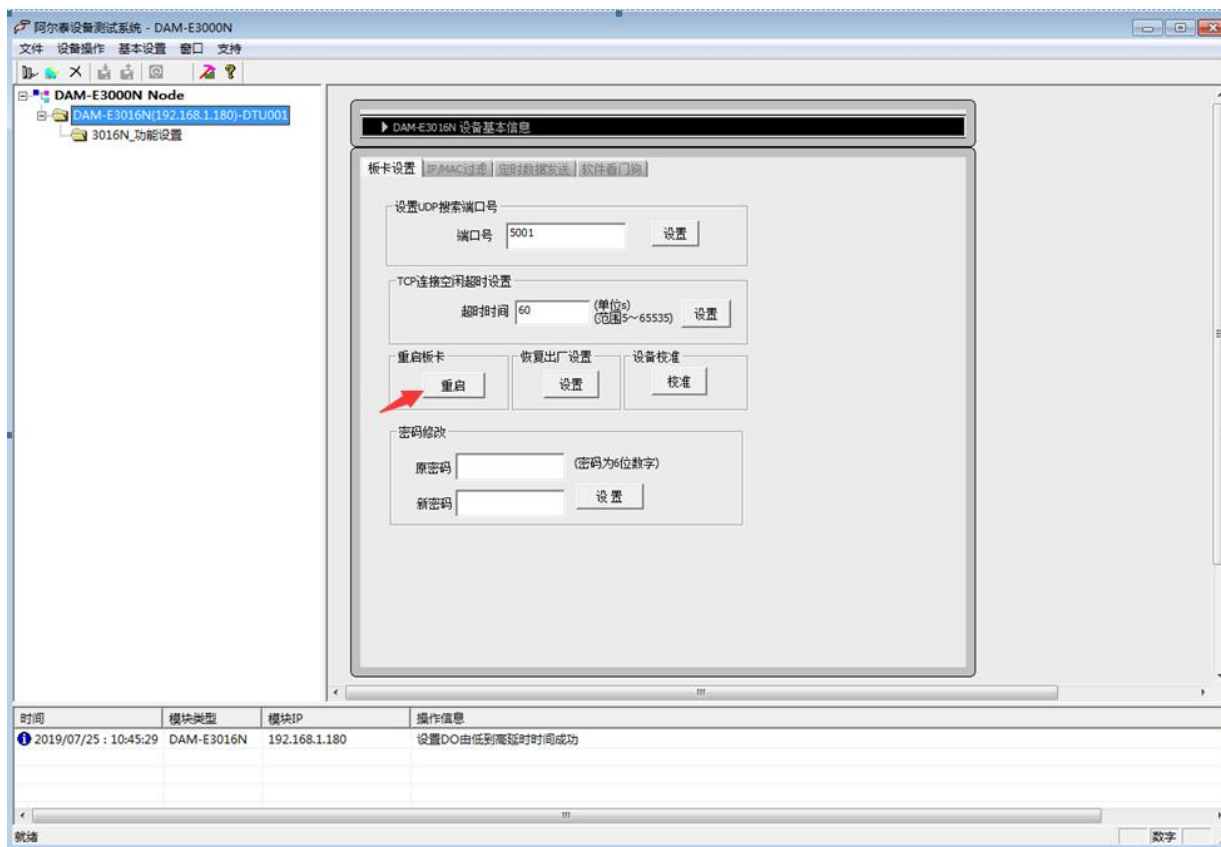 阿尔泰设备测试系统 - DAM-E3000N
文件 设备操作 基本设置 窗口 支持
DAM-E3000N Node
DAM-E3016N(192.168.1.180)-DTU001
3016N_功能设置
DAM-E3016N 设备基本信息
板卡设置 IP/MAC过滤 定时数据发送 软件看门狗
设置UDP搜索端口号
端口号 5001 设置
TCP连接空闲超时设置
超时时间 60 (单位s) (范围5～65535) 设置
重启板卡 恢复出厂设置 设备校准
重启 设置 校准
密码修改
原密码 (密码为6位数字)
新密码 设置
时间 模块类型 模块IP 操作信息
2019/07/25 : 10:45:29 DAM-E3016N 192.168.1.180 设置DO由低到高延时时间成功
就绪 数字